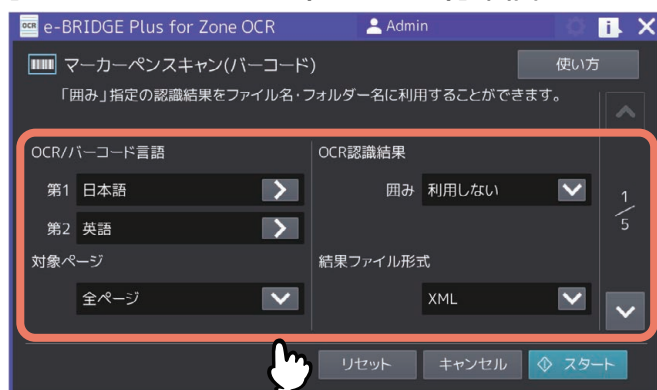 OCR e-BRIDGE Plus for Zone OCR
Admin
マーカーペンスキャン(バーコード)
使い方
「囲み」指定の認識結果をファイル名・フォルダー名に利用することができます。
OCR/バーコード言語
第1 日本語
第2 英語
対象ページ
全ページ
OCR認識結果
囲み 利用しない
結果ファイル形式
XML
1/5
リセット
キャンセル
スタート